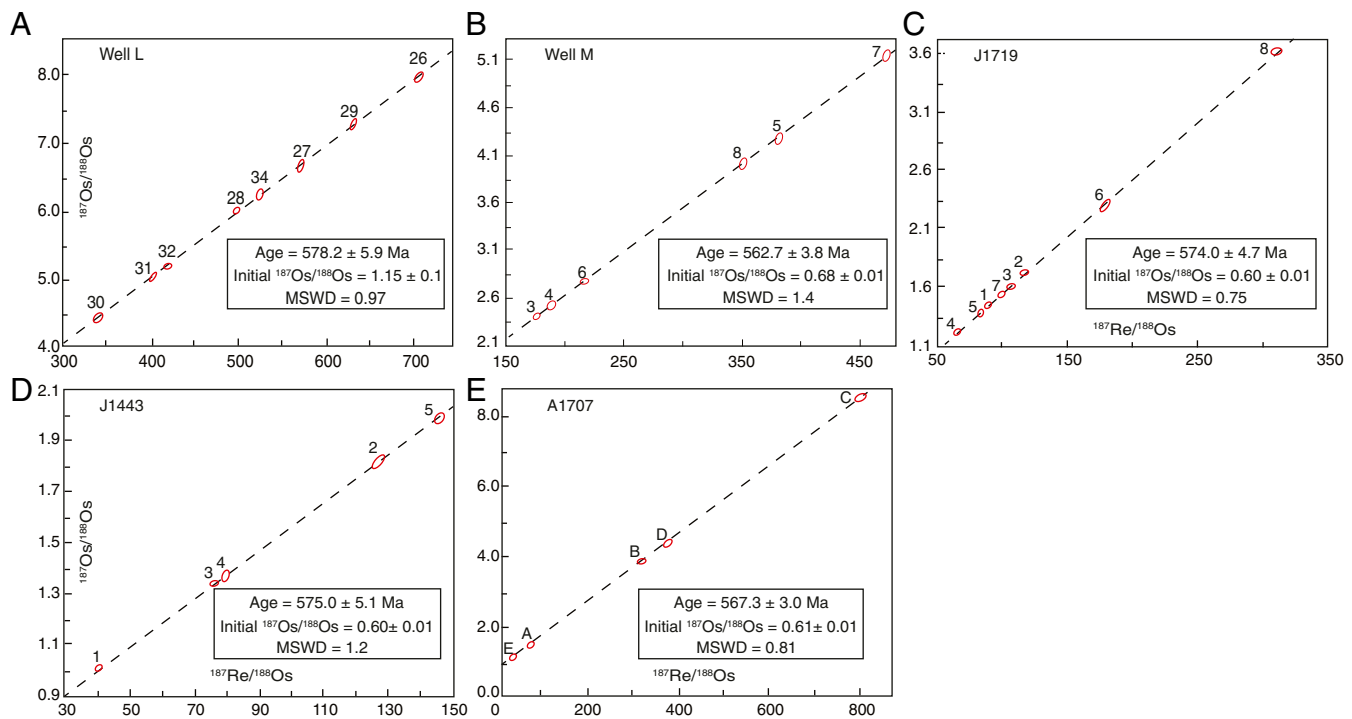 A
Well L
8.0
7.0
6.0
5.0
4.0
¹⁸⁷Os/¹⁸⁸Os
26
29
27
34
28
32
31
30
Age = 578.2 ± 5.9 Ma
Initial ¹⁸⁷Os/¹⁸⁸Os = 1.15 ± 0.1
MSWD = 0.97
300 400 500 600 700
B
Well M
5.1
4.6
4.1
3.6
3.1
2.6
2.1
7
5
8
6
4
3
Age = 562.7 ± 3.8 Ma
Initial ¹⁸⁷Os/¹⁸⁸Os = 0.68 ± 0.01
MSWD = 1.4
150 250 350 450
C
J1719
3.6
3.1
2.6
2.1
1.6
1.1
8
6
2
3
7
1
5
4
Age = 574.0 ± 4.7 Ma
Initial ¹⁸⁷Os/¹⁸⁸Os = 0.60 ± 0.01
MSWD = 0.75
¹⁸⁷Re/¹⁸⁸Os
50 150 250 350
D
J1443
2.1
1.9
1.7
1.5
1.3
1.1
0.9
¹⁸⁷Os/¹⁸⁸Os
5
2
4
3
1
Age = 575.0 ± 5.1 Ma
Initial ¹⁸⁷Os/¹⁸⁸Os = 0.60± 0.01
MSWD = 1.2
¹⁸⁷Re/¹⁸⁸Os
30 50 70 90 110 130 150
E
A1707
8.0
6.0
4.0
2.0
0.0
C
D
B
A
E
Age = 567.3 ± 3.0 Ma
Initial ¹⁸⁷Os/¹⁸⁸Os = 0.61± 0.01
MSWD = 0.81
¹⁸⁷Re/¹⁸⁸Os
0 200 400 600 800